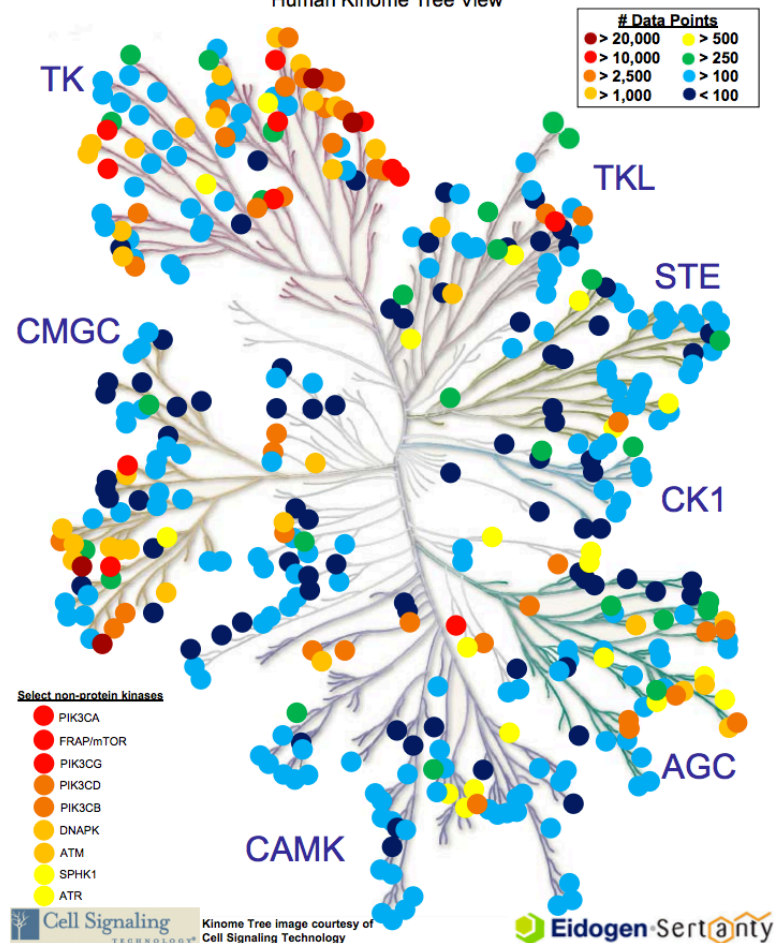 Human Kinome Tree View
# Data Points
> 20,000 > 500
> 10,000 > 250
> 2,500 > 100
> 1,000 < 100
TK
TKL
STE
CMGC
CK1
AGC
CAMK
Select non-protein kinases
PIK3CA
FRAP/mTOR
PIK3CG
PIK3CD
PIK3CB
DNAPK
ATM
SPHK1
ATR
Cell Signaling
TECHNOLOGY®
Kinome Tree image courtesy of
Cell Signaling Technology
Eidogen-Sertanty